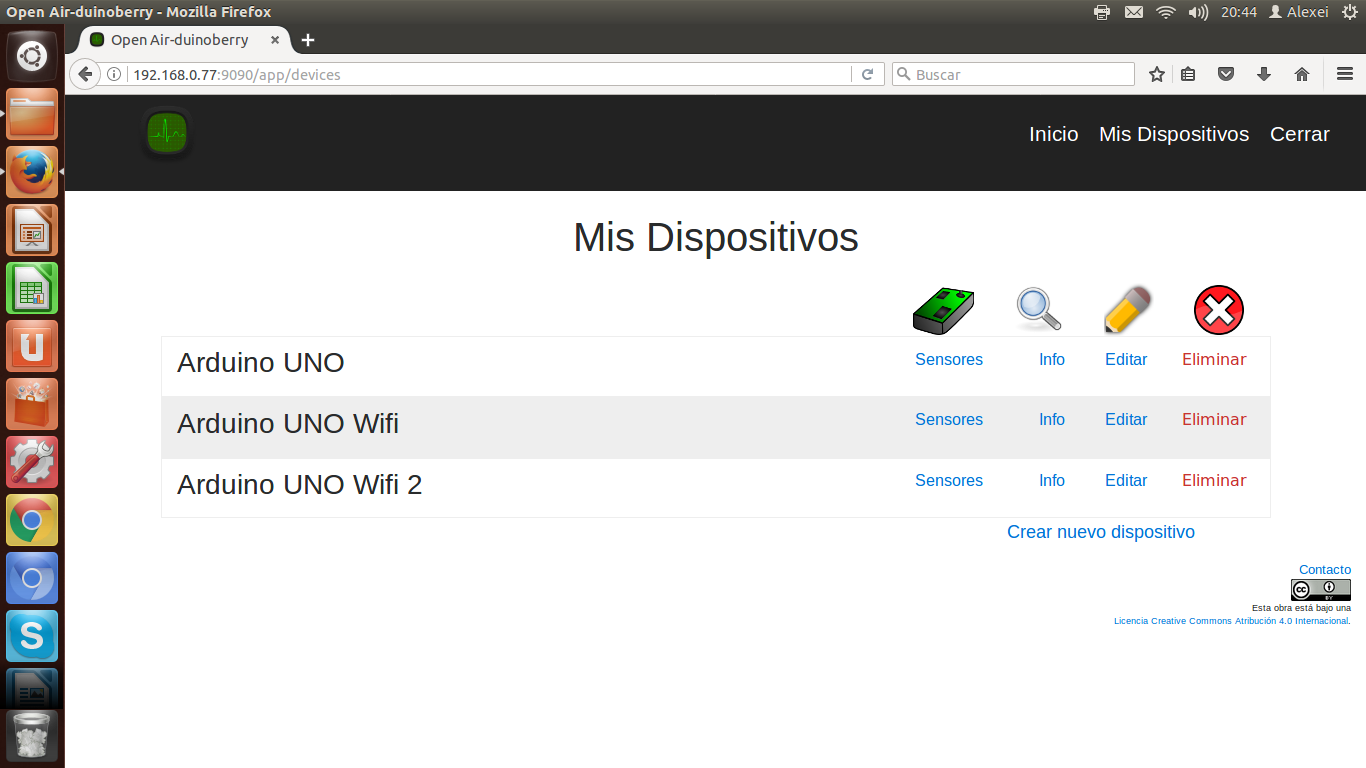 Open Air-duinoberry - Mozilla Firefox 20:44 Alexei
Open Air-duinoberry
192.168.0.77:9090/app/devices Buscar
Inicio Mis Dispositivos Cerrar
Mis Dispositivos
Arduino UNO Sensores Info Editar Eliminar
Arduino UNO Wifi Sensores Info Editar Eliminar
Arduino UNO Wifi 2 Sensores Info Editar Eliminar
Crear nuevo dispositivo
Contacto
cc BY
Esta obra está bajo una
Licencia Creative Commons Atribución 4.0 Internacional.